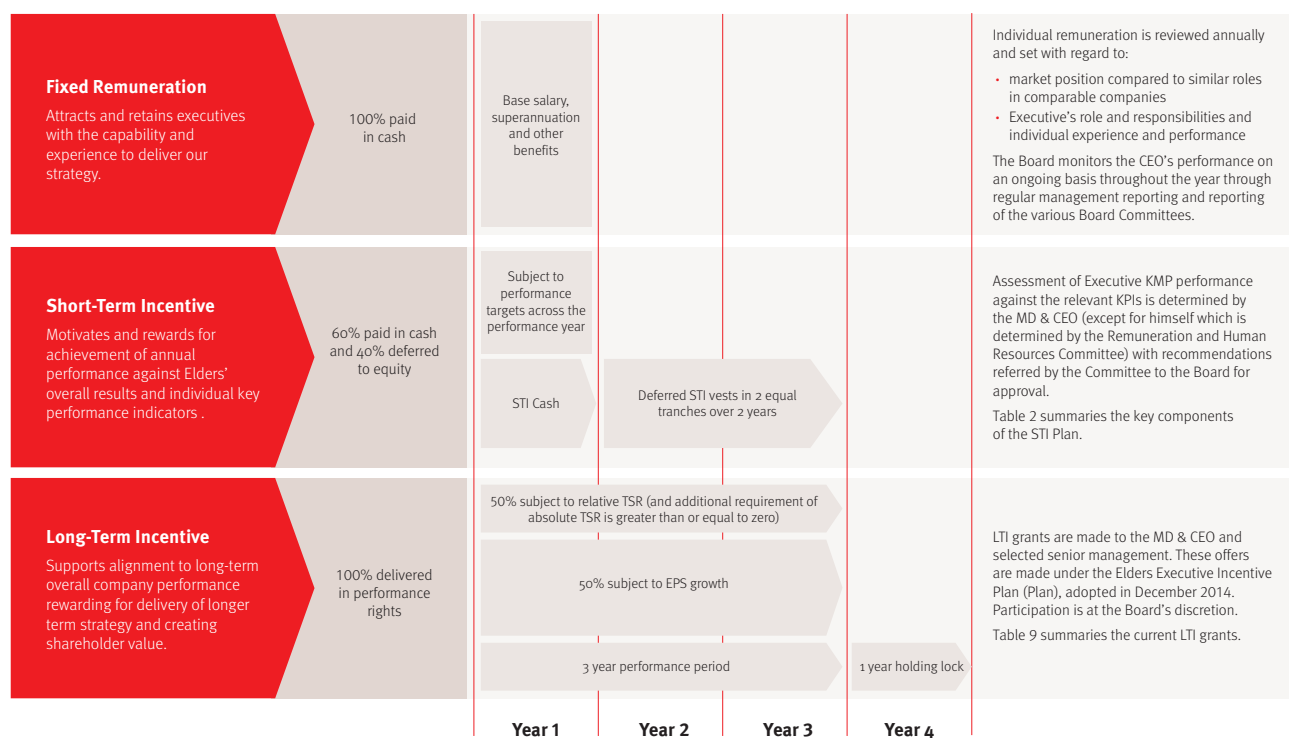 Fixed Remuneration
Attracts and retains executives
with the capability and
experience to deliver our
strategy.
100% paid
in cash
Base salary,
superannuation
and other
benefits
Individual remuneration is reviewed annually
and set with regard to:
• market position compared to similar roles
in comparable companies
• Executive's role and responsibilities and
individual experience and performance
The Board monitors the CEO's performance on
an ongoing basis throughout the year through
regular management reporting and reporting
of the various Board Committees.
Short-Term Incentive
Motivates and rewards for
achievement of annual
performance against Elders'
overall results and individual key
performance indicators .
60% paid in cash
and 40% deferred
to equity
Subject to
performance
targets across the
performance year
STI Cash
Deferred STI vests in 2 equal
tranches over 2 years
Assessment of Executive KMP performance
against the relevant KPIs is determined by
the MD & CEO (except for himself which is
determined by the Remuneration and Human
Resources Committee) with recommendations
referred by the Committee to the Board for
approval.
Table 2 summaries the key components
of the STI Plan.
Long-Term Incentive
Supports alignment to long-term
overall company performance
rewarding for delivery of longer
term strategy and creating
shareholder value.
100% delivered
in performance
rights
50% subject to relative TSR (and additional requirement of
absolute TSR is greater than or equal to zero)
50% subject to EPS growth
3 year performance period
1 year holding lock
LTI grants are made to the MD & CEO and
selected senior management. These offers
are made under the Elders Executive Incentive
Plan (Plan), adopted in December 2014.
Participation is at the Board's discretion.
Table 9 summaries the current LTI grants.
Year 1
Year 2
Year 3
Year 4